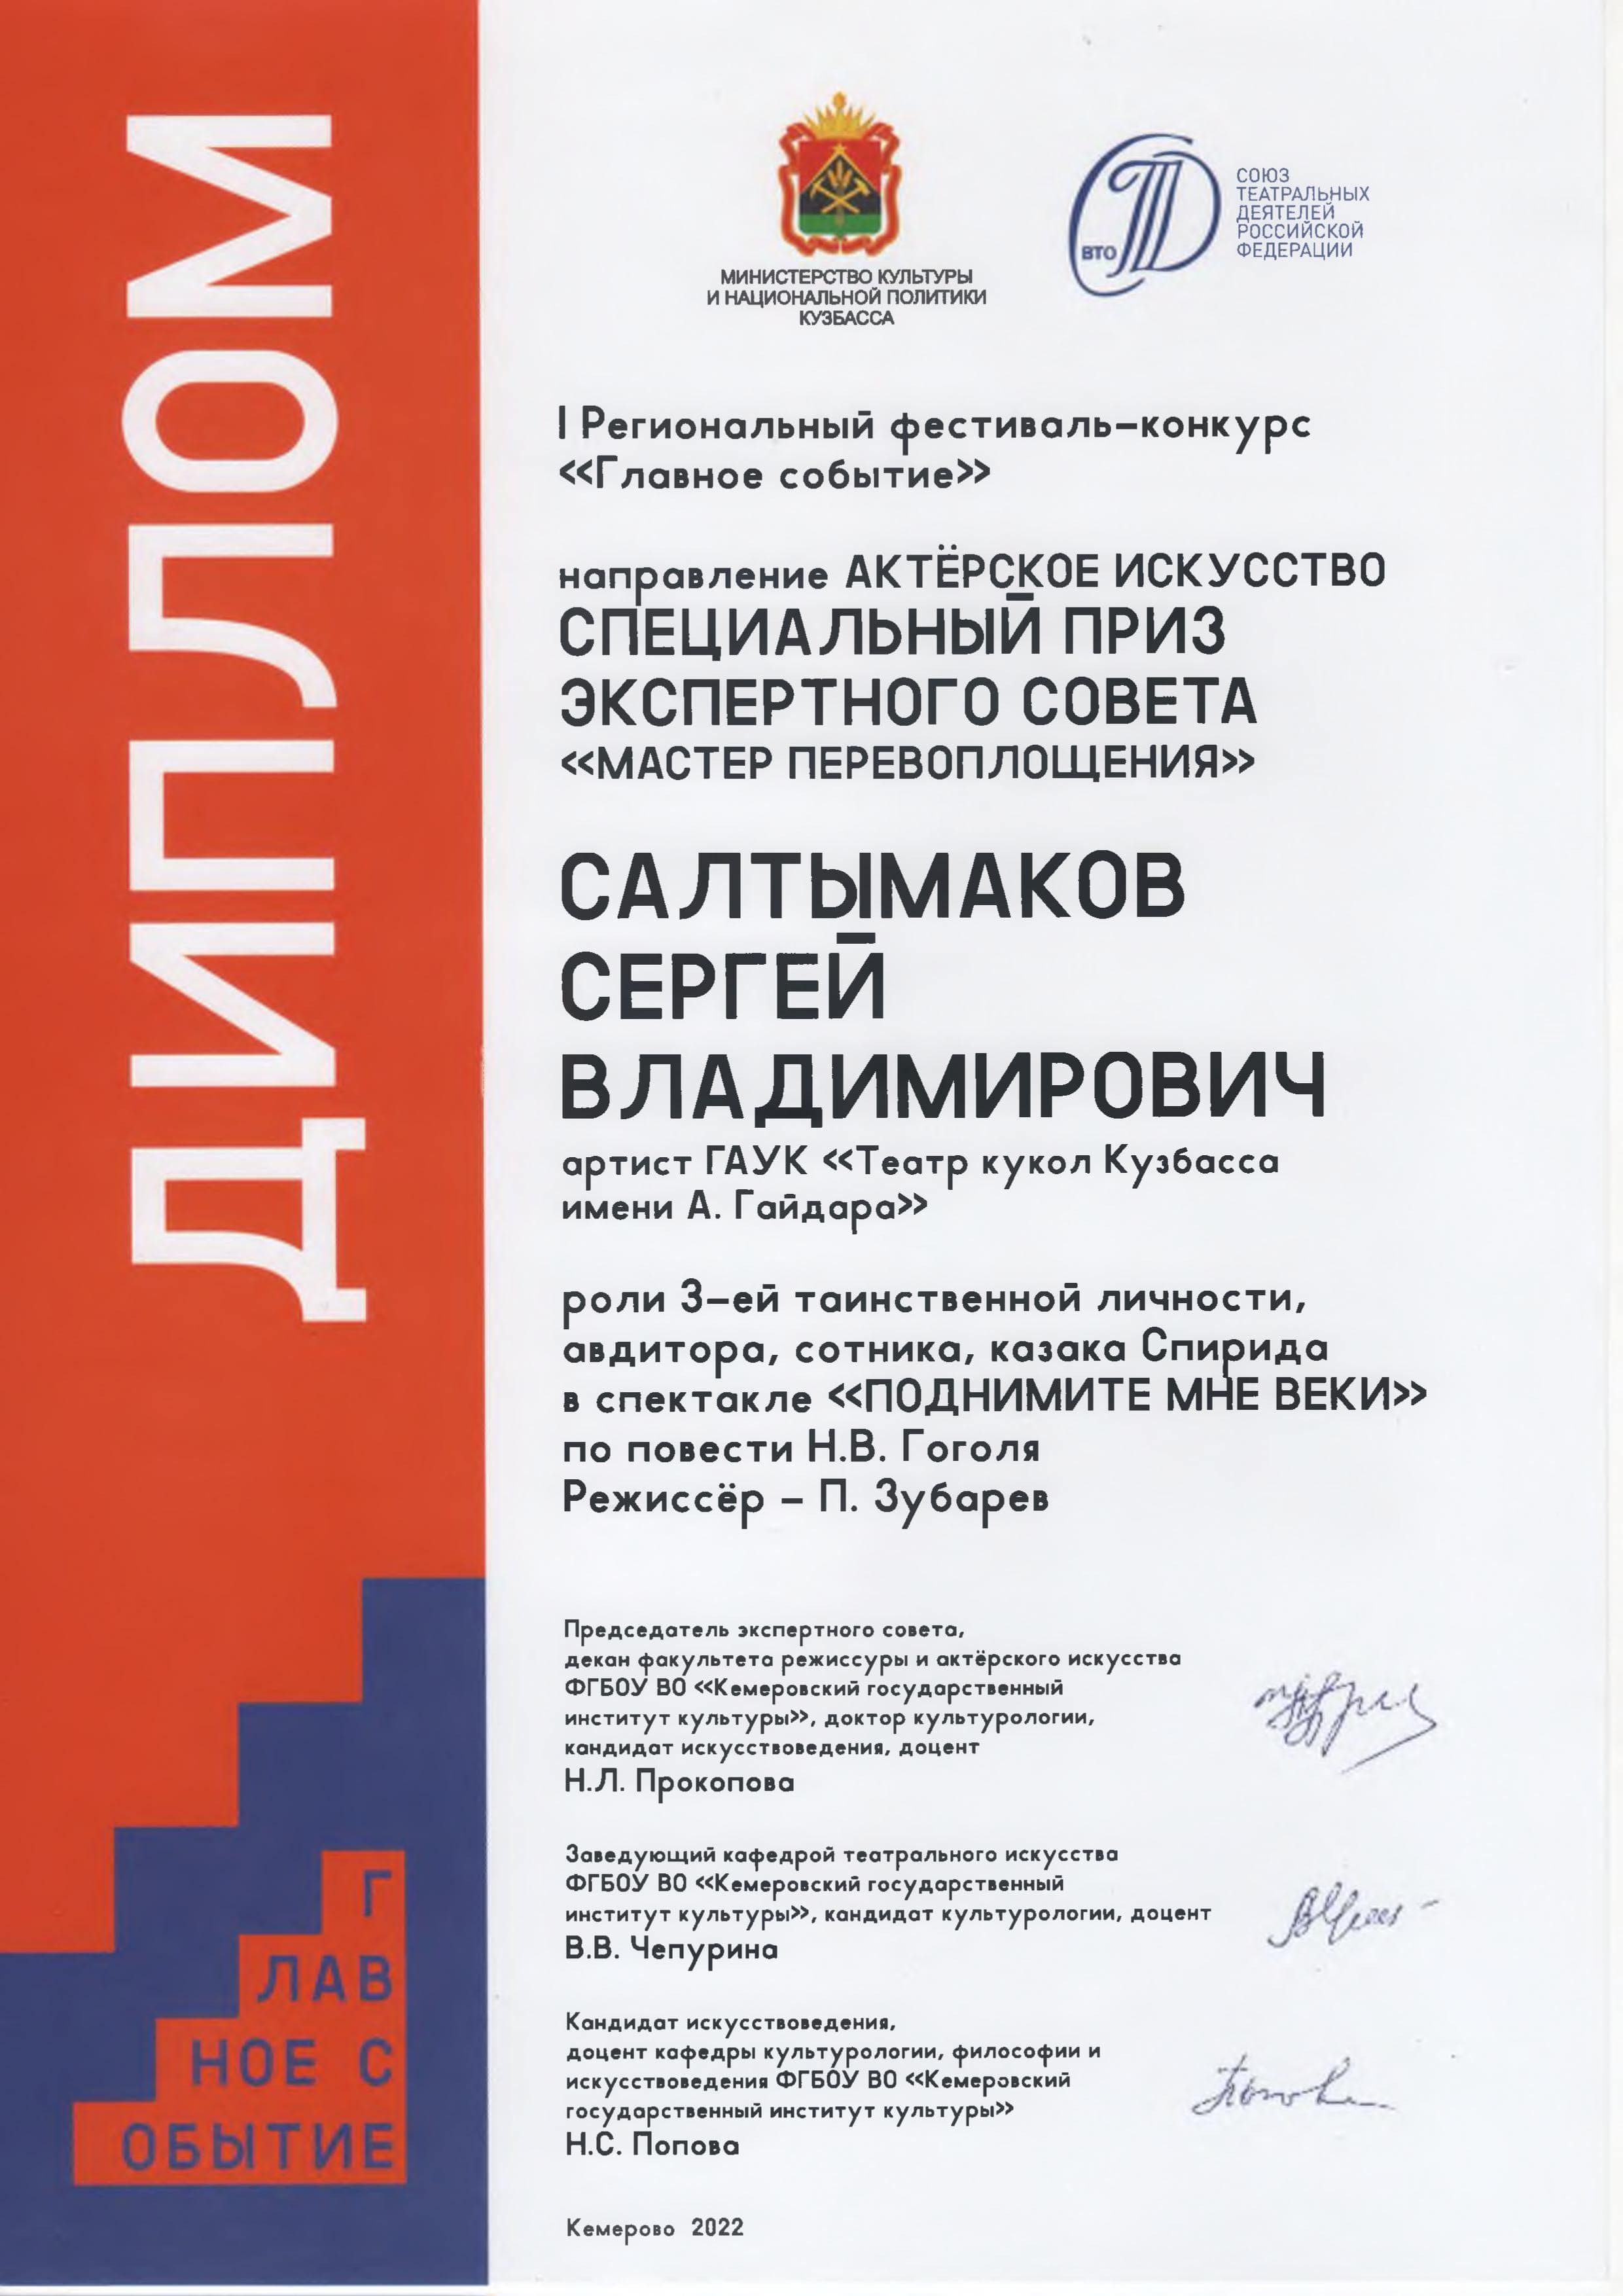 ДИПЛОМ
МИНИСТЕРСТВО КУЛЬТУРЫ
И НАЦИОНАЛЬНОЙ ПОЛИТИКИ
КУЗБАССА
ВТО
СТД
СОЮЗ
ТЕАТРАЛЬНЫХ
ДЕЯТЕЛЕЙ
РОССИЙСКОЙ
ФЕДЕРАЦИИ
I Региональный фестиваль-конкурс
«Главное событие»
направление АКТЁРСКОЕ ИСКУССТВО
СПЕЦИАЛЬНЫЙ ПРИЗ
ЭКСПЕРТНОГО СОВЕТА
«МАСТЕР ПЕРЕВОПЛОЩЕНИЯ»
САЛТЫМАКОВ
СЕРГЕЙ
ВЛАДИМИРОВИЧ
артист ГАУК «Театр кукол Кузбасса
имени А. Гайдара»
роли 3-ей таинственной личности,
авдитора, сотника, казака Спирида
в спектакле «ПОДНИМИТЕ МНЕ ВЕКИ»
по повести Н.В. Гоголя
Режиссёр – П. Зубарев
Председатель экспертного совета,
декан факультета режиссуры и актёрского искусства
ФГБОУ ВО «Кемеровский государственный
институт культуры», доктор культурологии,
кандидат искусствоведения, доцент
Н.Л. Прокопова
Заведующий кафедрой театрального искусства
ФГБОУ ВО «Кемеровский государственный
институт культуры», кандидат культурологии, доцент
В.В. Чепурина
Кандидат искусствоведения,
доцент кафедры культурологии, философии и
искусствоведения ФГБОУ ВО «Кемеровский
государственный институт культуры»
Н.С. Попова
Кемерово 2022
Г
ЛАВ
НОЕ С
ОБЫТИЕ